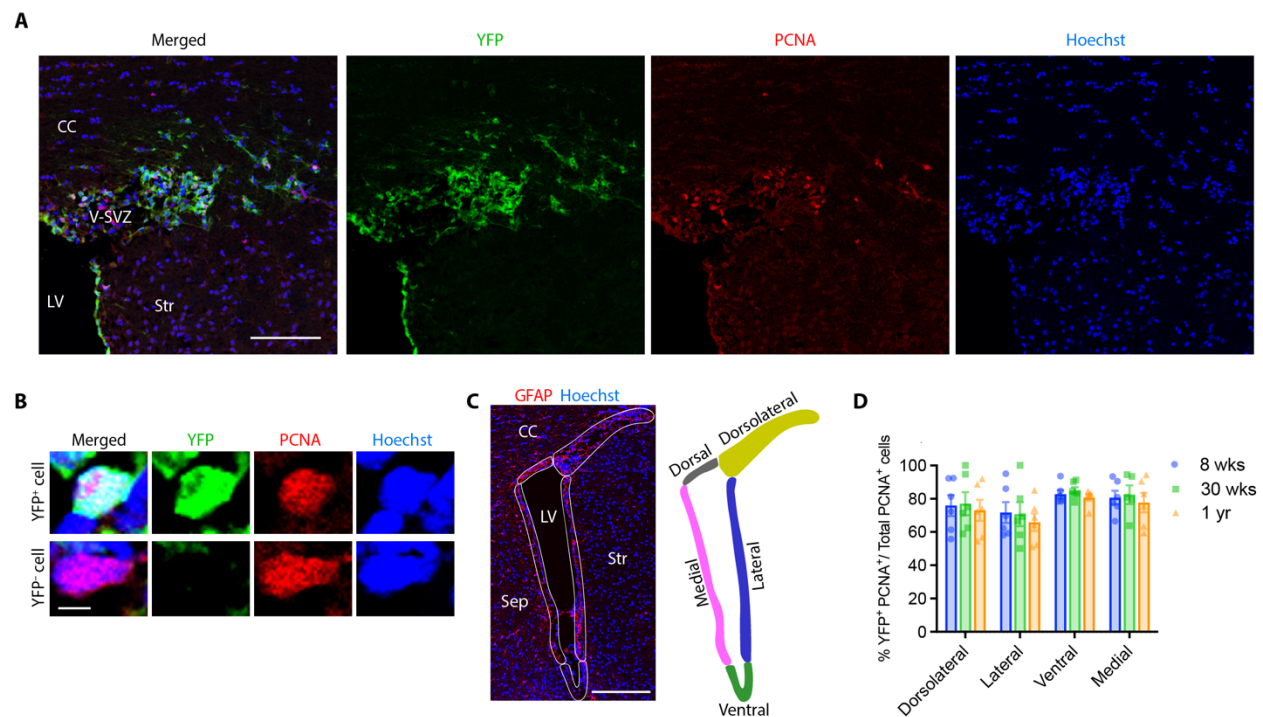 A
Merged
YFP
PCNA
Hoechst
CC
V-SVZ
LV
Str
B
Merged
YFP
PCNA
Hoechst
YFP⁺ cell
YFP⁻ cell
C
GFAP Hoechst
CC
LV
Str
Sep
Dorsal
Dorsolateral
Medial
Lateral
Ventral
D
% YFP⁺ PCNA⁺/ Total PCNA⁺ cells
100
80
60
40
20
0
Dorsolateral
Lateral
Ventral
Medial
8 wks
30 wks
1 yr